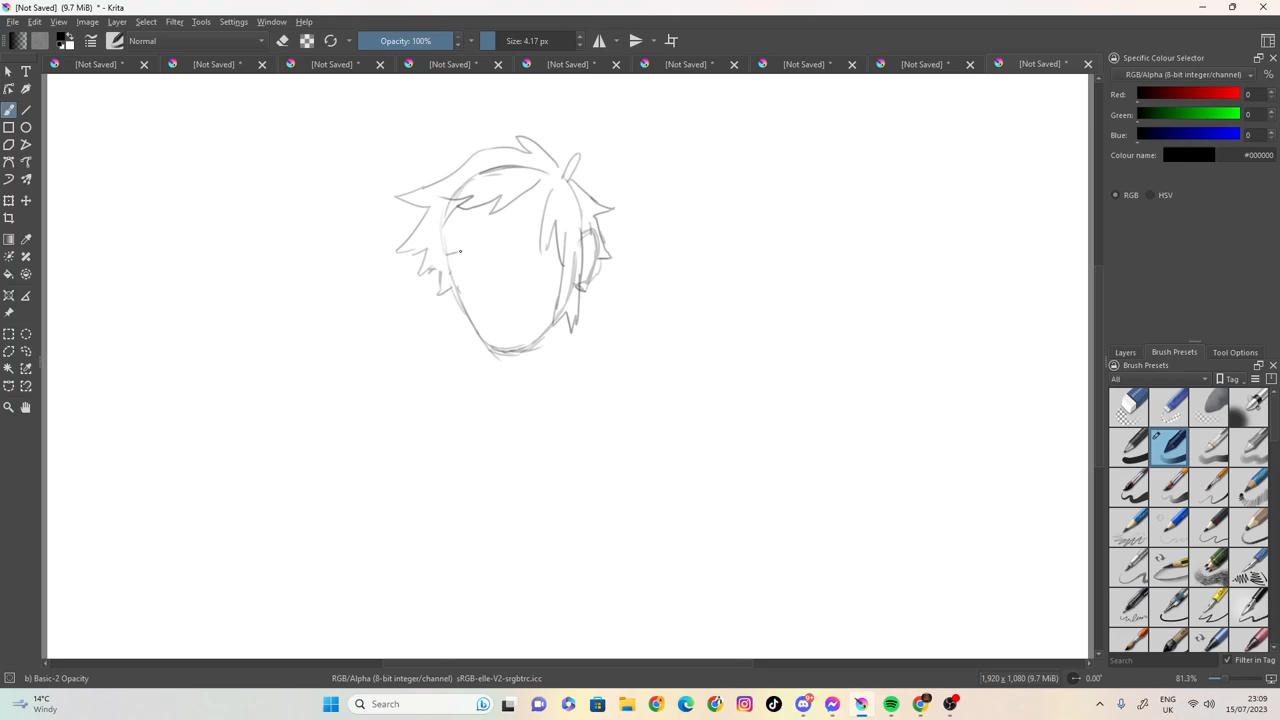 [Not Saved] (9.7 MiB) * - Krita
File Edit View Image Layer Select Filter Tools Settings Window Help
Normal Opacity: 100% Size: 4.17 px
[Not Saved] * [Not Saved] * [Not Saved] * [Not Saved] * [Not Saved] * [Not Saved] * [Not Saved] * [Not Saved] * [Not Saved] *
Specific Colour Selector
RGB/Alpha (8-bit integer/channel) %
Red: 0
Green: 0
Blue: 0
Colour name: #000000
RGB HSV
Layers Brush Presets Tool Options
Brush Presets
All Tag
Search Filter in Tag
b) Basic-2 Opacity RGB/Alpha (8-bit integer/channel) sRGB-elle-V2-srgbtrc.icc 1,920 x 1,080 (9.7 MiB) 0.00° 81.3%
14°C
Windy
Search
9+
ENG
UK
23:09
15/07/2023